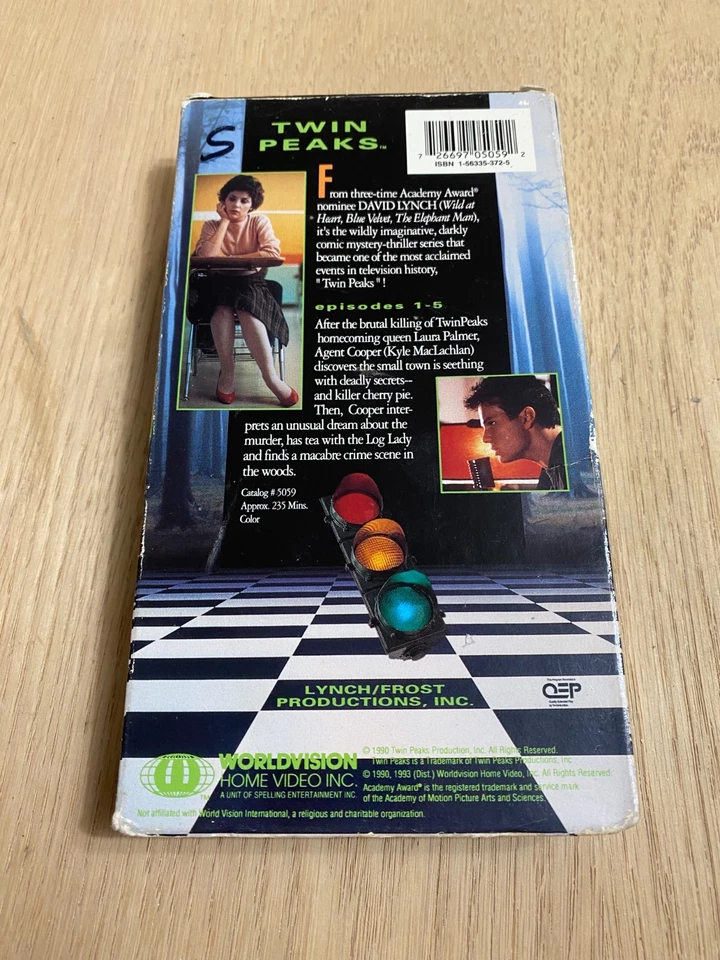 S
TWIN
PEAKS™
7 26697 05059 2
ISBN 1-56335-372-5
From three-time Academy Award®
nominee DAVID LYNCH (Wild at
Heart, Blue Velvet, The Elephant Man),
it's the wildly imaginative, darkly
comic mystery-thriller series that
became one of the most acclaimed
events in television history,
"Twin Peaks"!
episodes 1-5
After the brutal killing of TwinPeaks
homecoming queen Laura Palmer,
Agent Cooper (Kyle MacLachlan)
discovers the small town is seething
with deadly secrets--
and killer cherry pie.
Then, Cooper inter-
prets an unusual dream about the
murder, has tea with the Log Lady
and finds a macabre crime scene in
the woods.
Catalog # 5059
Approx. 235 Mins.
Color
LYNCH/FROST
PRODUCTIONS, INC.
QEP
WORLDVISION
HOME VIDEO INC.
A UNIT OF SPELLING ENTERTAINMENT INC.
TM
© 1990 Twin Peaks Production, Inc. All Rights Reserved.
Twin Peaks is a Trademark of Twin Peaks Productions, Inc.
© 1990, 1993 (Dist.) Worldvision Home Video, Inc. All Rights Reserved.
Academy Award® is the registered trademark and service mark
of the Academy of Motion Picture Arts and Sciences.
Not affiliated with World Vision International, a religious and charitable organization.